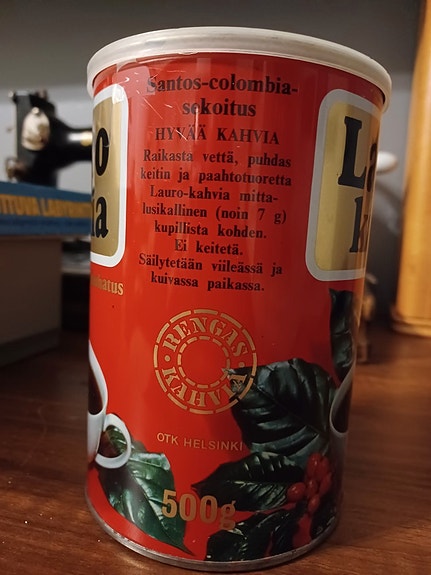 Santos-colombia-
sekoitus
HYVÄÄ KAHVIA
Raikasta vettä, puhdas
keitin ja paahtotuoretta
Lauro-kahvia mitta-
lusikallinen (noin 7 g)
kupillista kohden.
Ei keitetä.
Säilytetään viileässä ja
kuivassa paikassa.
RENGAS
KAHVIA
OTK HELSINKI
500g